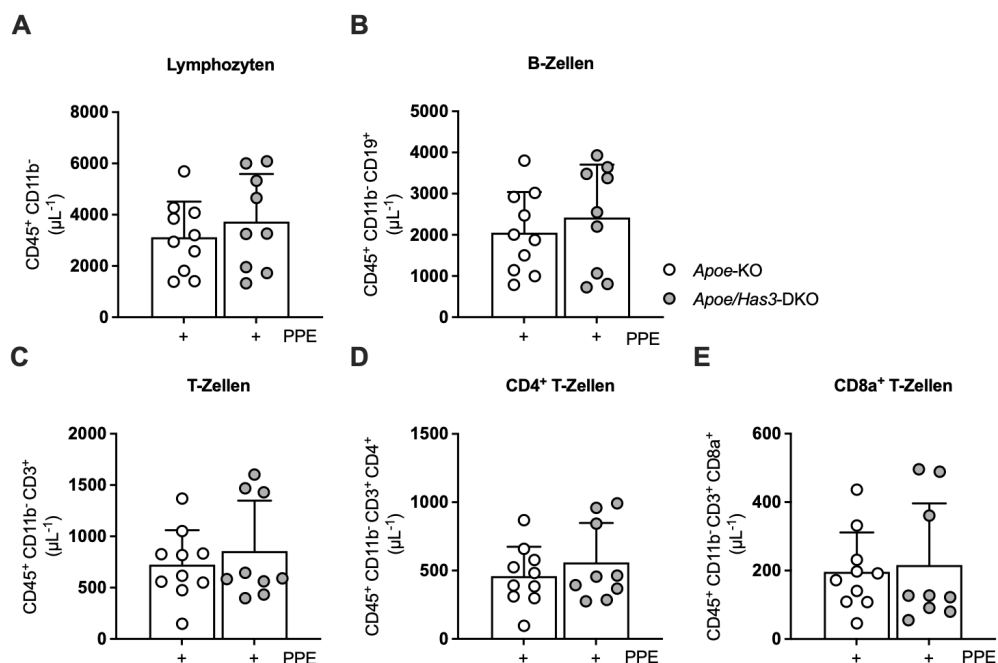 A
Lymphozyten
CD45⁺ CD11b⁻
(µL⁻¹)
8000
6000
4000
2000
0
+ + PPE
B
B-Zellen
CD45⁺ CD11b⁻ CD19⁺
(µL⁻¹)
5000
4000
3000
2000
1000
0
+ + PPE
Apoe-KO
Apoe/Has3-DKO
C
T-Zellen
CD45⁺ CD11b⁻ CD3⁺
(µL⁻¹)
2000
1500
1000
500
0
+ + PPE
D
CD4⁺ T-Zellen
CD45⁺ CD11b⁻ CD3⁺ CD4⁺
(µL⁻¹)
1500
1000
500
0
+ + PPE
E
CD8a⁺ T-Zellen
CD45⁺ CD11b⁻ CD3⁺ CD8a⁺
(µL⁻¹)
600
400
200
0
+ + PPE